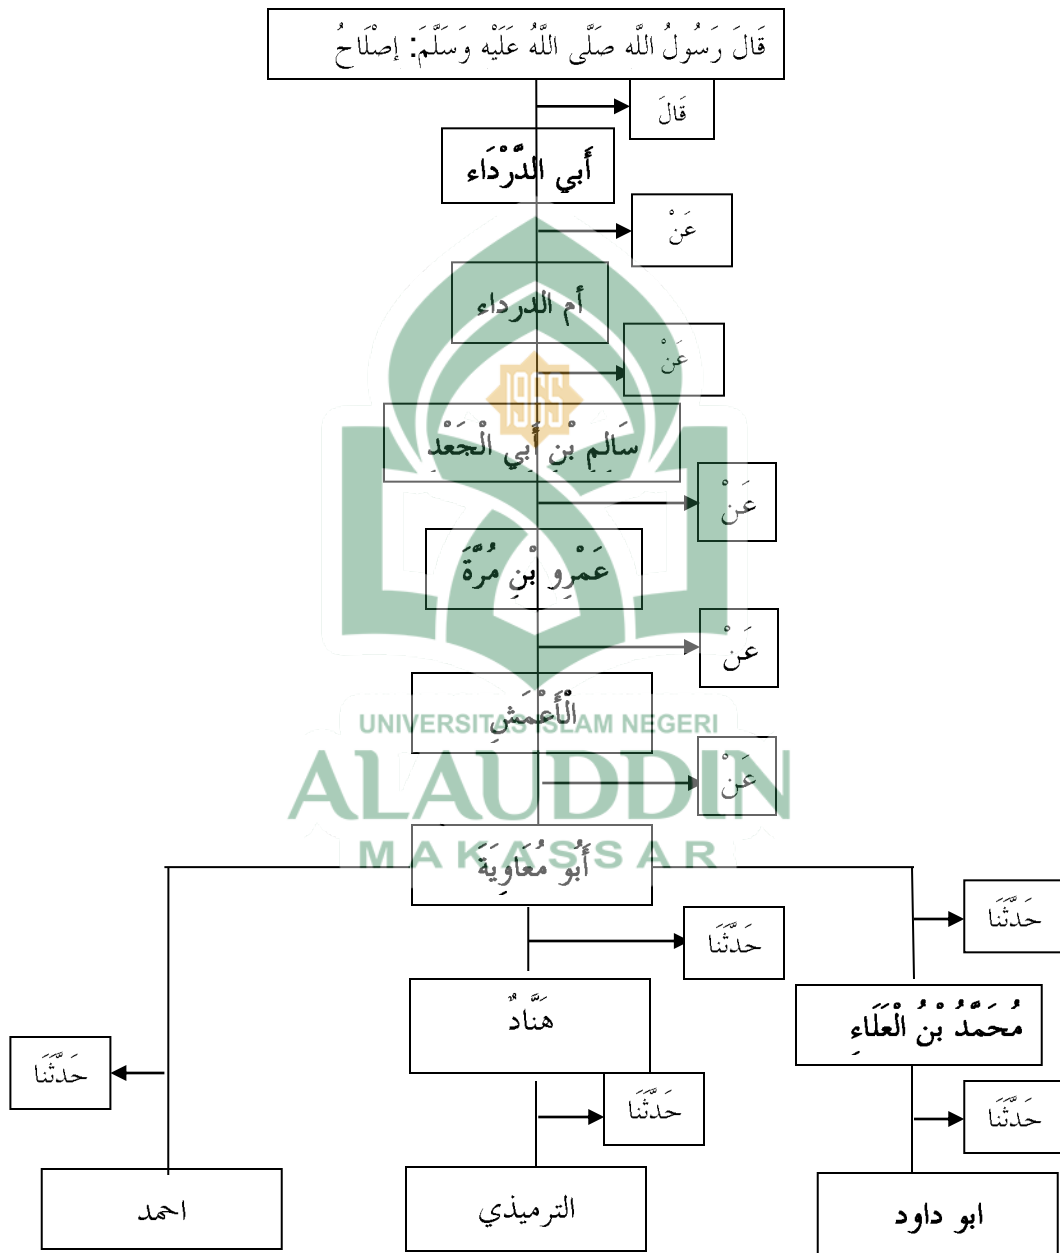 قَالَ رَسُولُ اللَّهِ صَلَّى اللَّهُ عَلَيْهِ وَسَلَّمَ: إصْلَاحُ
قَالَ
أَبي الدَّرْدَاء
عَنْ
أم الدرداء
عَنْ
1965
سَالِمِ بْنِ أَبِي الْجَعْدِ
عَنْ
عَمْرِو بْنِ مُرَّةَ
عَنْ
الْأَعْمَشِ
UNIVERSITAS ISLAM NEGERI
عَنْ
ALAUDDIN
MAKASSAR
أَبُو مُعَاوِيَةَ
حَدَّثَنَا
حَدَّثَنَا
هَنَّادٌ
مُحَمَّدُ بْنُ الْعَلَاءِ
حَدَّثَنَا
حَدَّثَنَا
حَدَّثَنَا
ابو داود
الترميذي
احمد